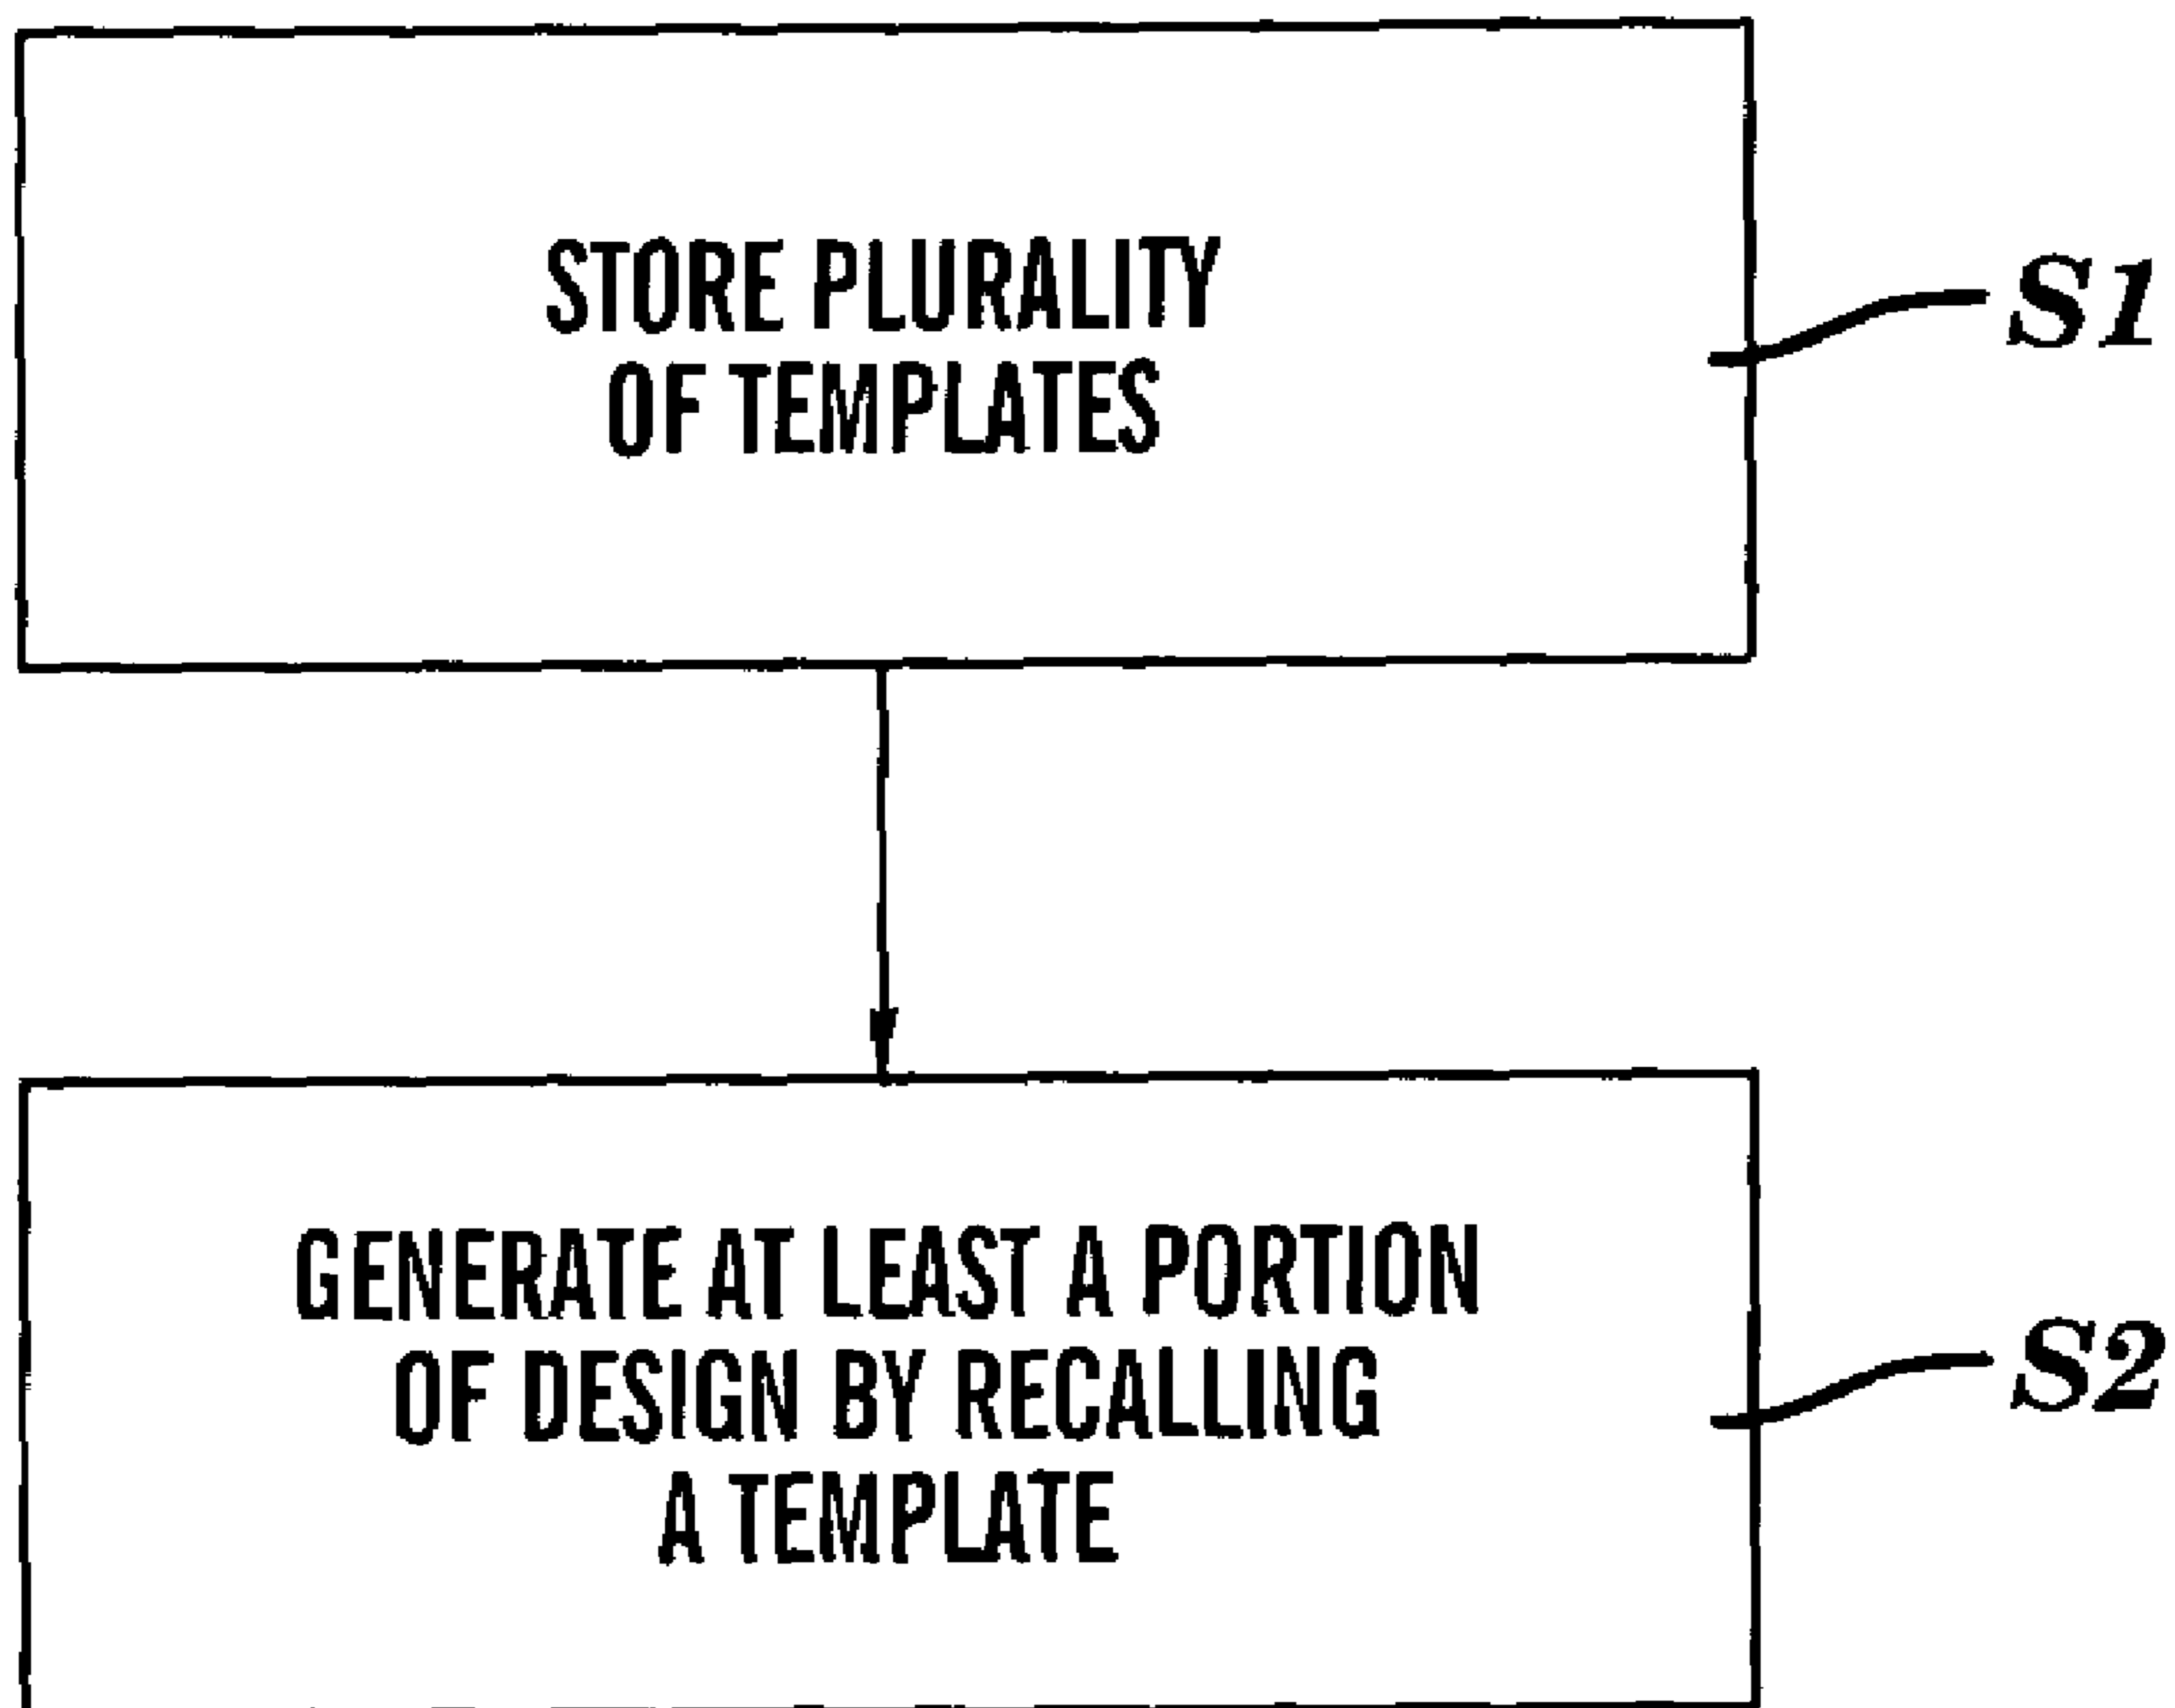 STORE PLURALITY
OF TEMPLATES
S1
GENERATE AT LEAST A PORTION
OF DESIGN BY RECALLING
A TEMPLATE
S2